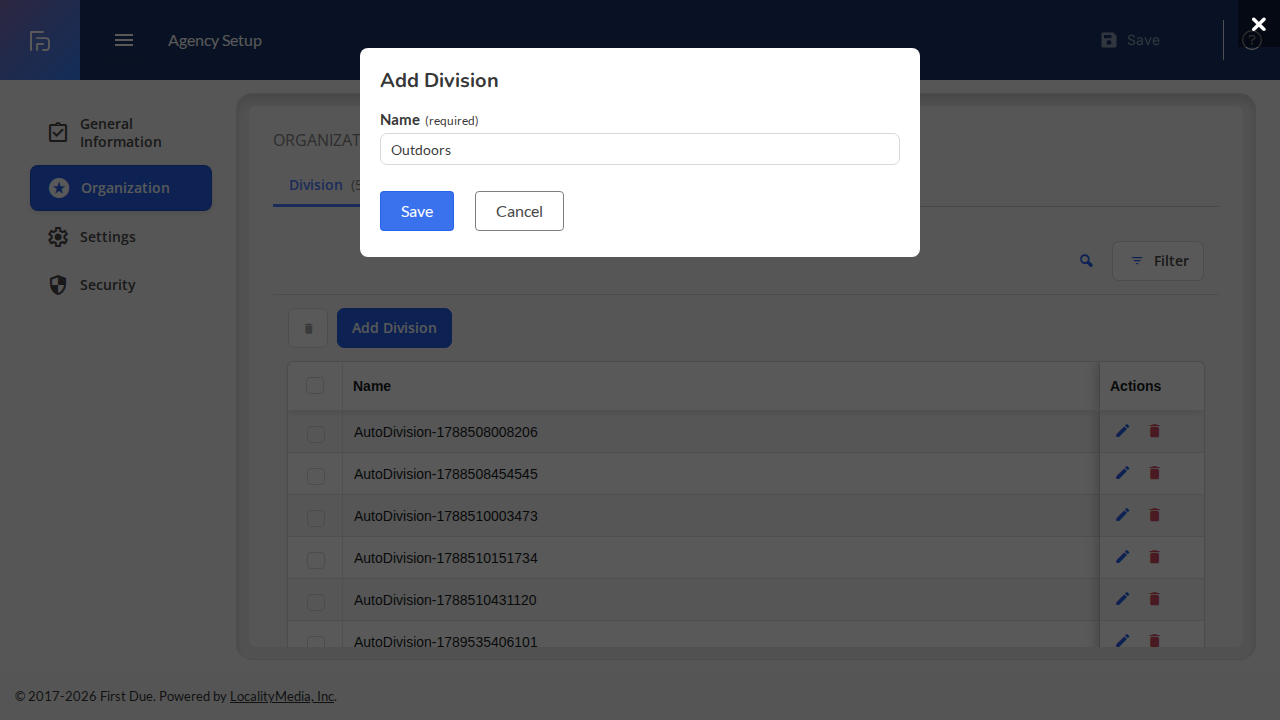 Agency Setup
Save
Add Division
Name (required)
Outdoors
Save
Cancel
General
Information
Organization
Settings
Security
ORGANIZAT
Division (5
Filter
Add Division
Name
Actions
AutoDivision-1788508008206
AutoDivision-1788508454545
AutoDivision-1788510003473
AutoDivision-1788510151734
AutoDivision-1788510431120
AutoDivision-1789535406101
© 2017-2026 First Due. Powered by LocalityMedia, Inc.